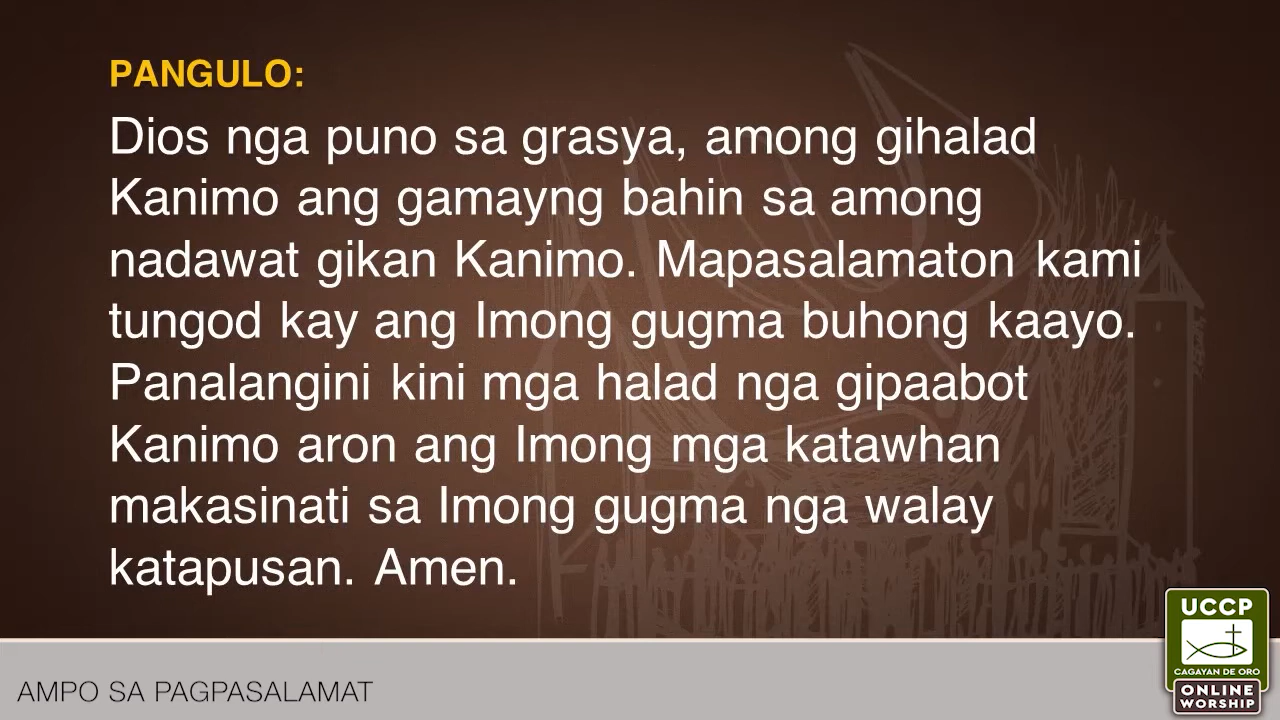 PANGULO:
Dios nga puno sa grasya, among gihalad
Kanimo ang gamayng bahin sa among
nadawat gikan Kanimo. Mapasalamaton kami
tungod kay ang Imong gugma buhong kaayo.
Panalangini kini mga halad nga gipaabot
Kanimo aron ang Imong mga katawhan
makasinati sa Imong gugma nga walay
katapusan. Amen.
AMPO SA PAGPASALAMAT
UCCP
CAGAYAN DE ORO
ONLINE
WORSHIP